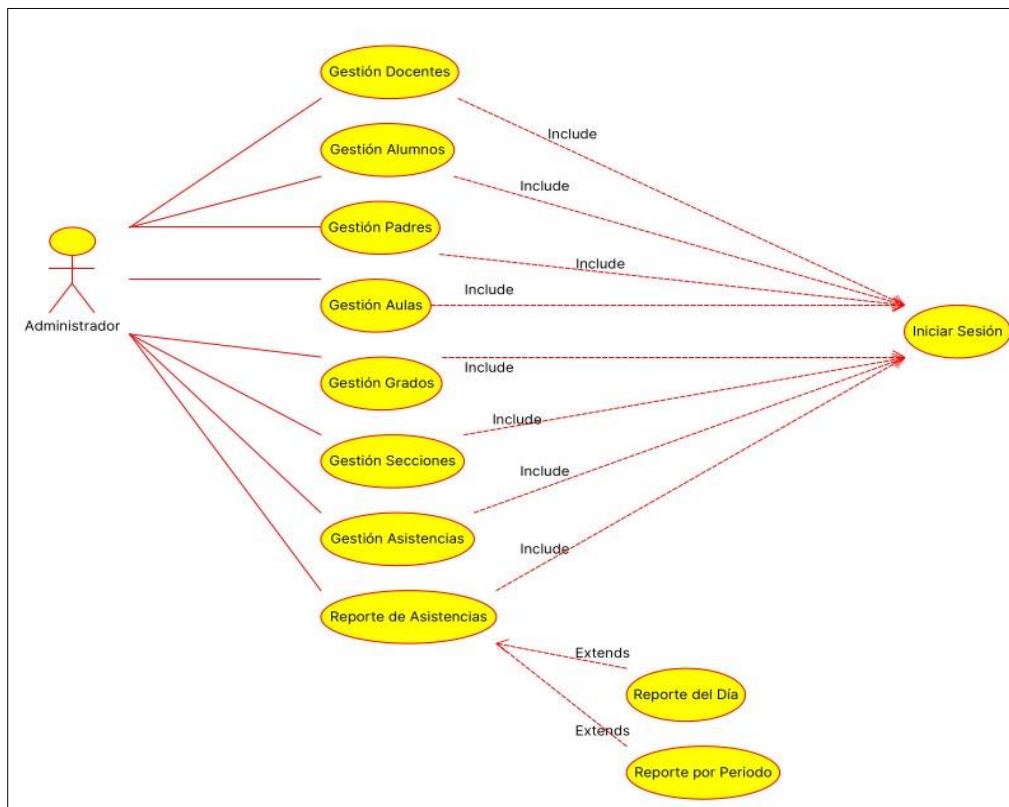 Gestión Docentes
Include
Gestión Alumnos
Include
Gestión Padres
Include
Gestión Aulas
Include
Administrador
Iniciar Sesión
Gestión Grados
Include
Gestión Secciones
Include
Include
Gestión Asistencias
Include
Reporte de Asistencias
Extends
Reporte del Día
Extends
Reporte por Periodo